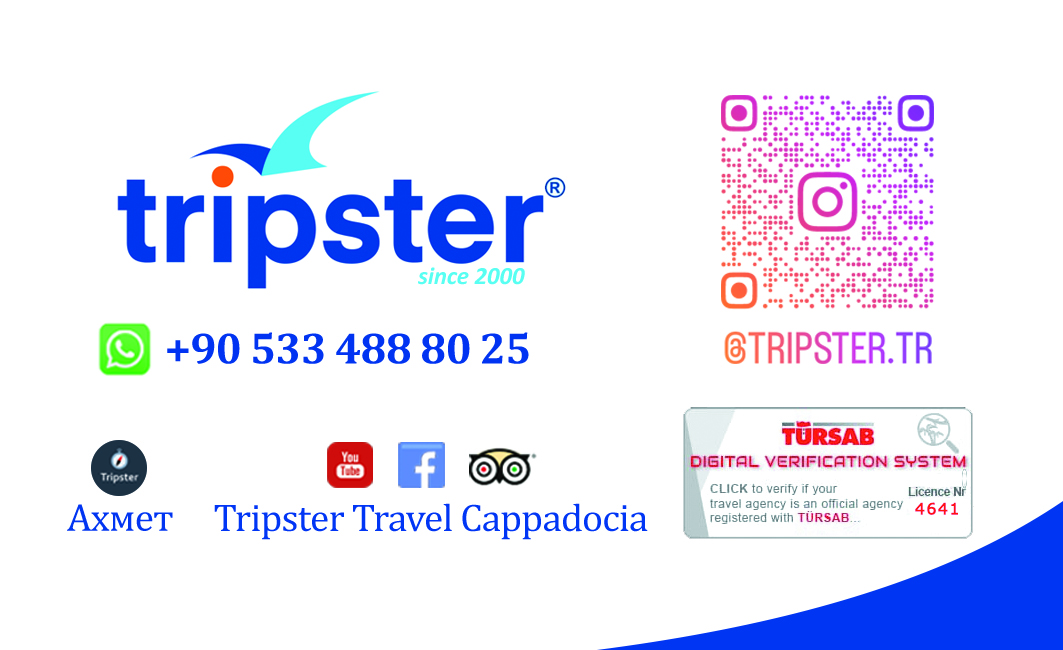 tripster®
since 2000
+90 533 488 80 25
@TRIPSTER.TR
Tripster
Ахмет
You
Tube
Tripster Travel Cappadocia
TÜRSAB
DIGITAL VERIFICATION SYSTEM
CLICK to verify if your
travel agency is an official agency
registered with TÜRSAB...
Licence Nr
4641